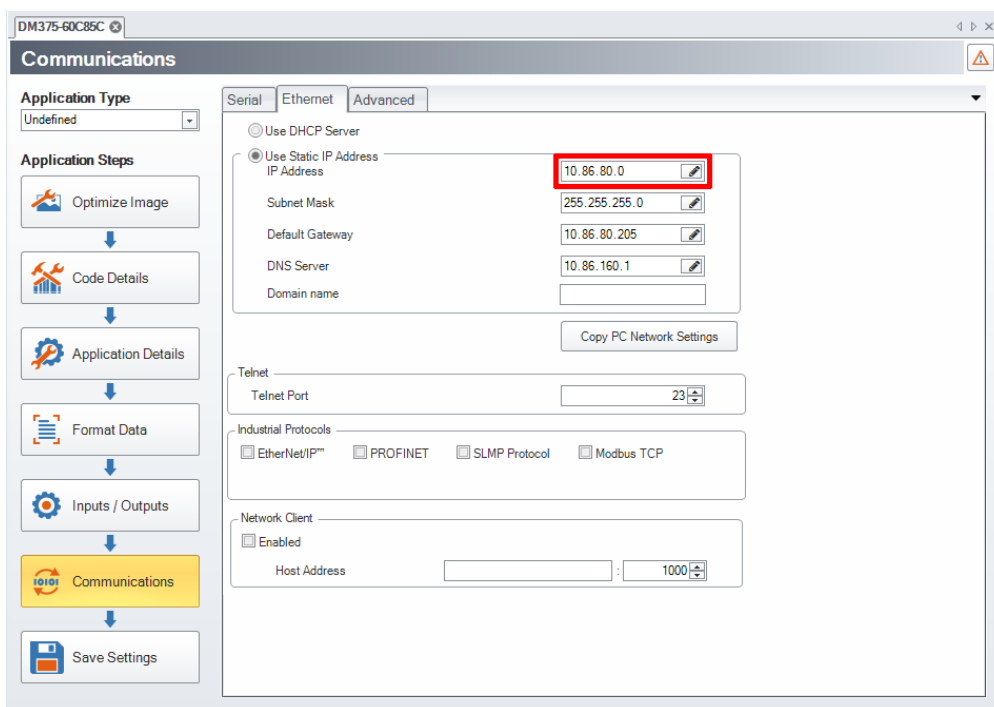 DM375-60C85C
Communications
Application Type
Undefined
Application Steps
Optimize Image
Code Details
Application Details
Format Data
Inputs / Outputs
Communications
Save Settings
Serial Ethernet Advanced
Use DHCP Server
Use Static IP Address
IP Address 10.86.80.0
Subnet Mask 255.255.255.0
Default Gateway 10.86.80.205
DNS Server 10.86.160.1
Domain name
Copy PC Network Settings
Telnet
Telnet Port 23
Industrial Protocols
EtherNet/IP™ PROFINET SLMP Protocol Modbus TCP
Network Client
Enabled
Host Address : 1000